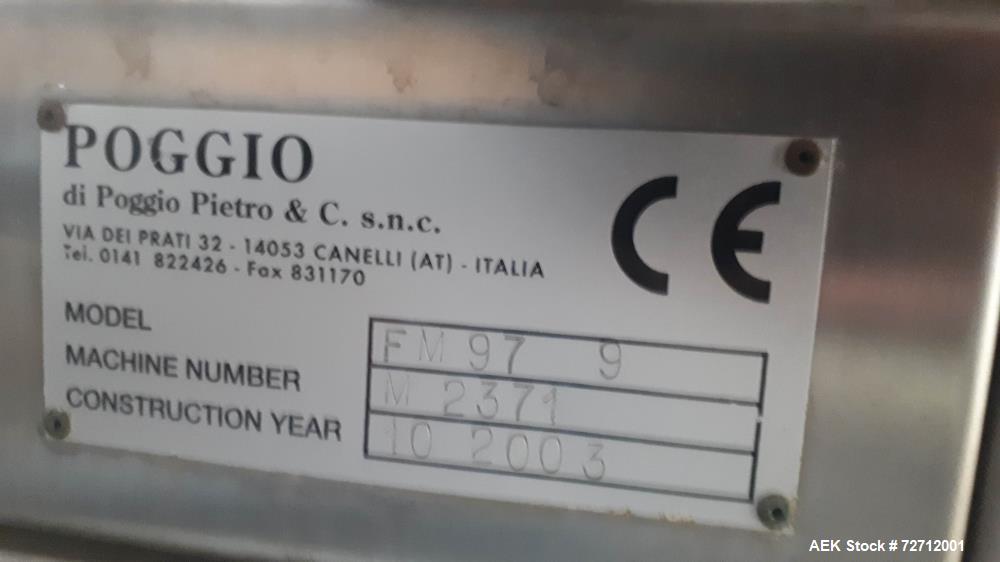 POGGIO
di Poggio Pietro & C. s.n.c.
VIA DEI PRATI 32 - 14053 CANELLI (AT) - ITALIA
Tel. 0141 822426 - Fax 831170
CE
MODEL FM 97 9
MACHINE NUMBER M 2371
CONSTRUCTION YEAR 10 2003
AEK Stock # 72712001